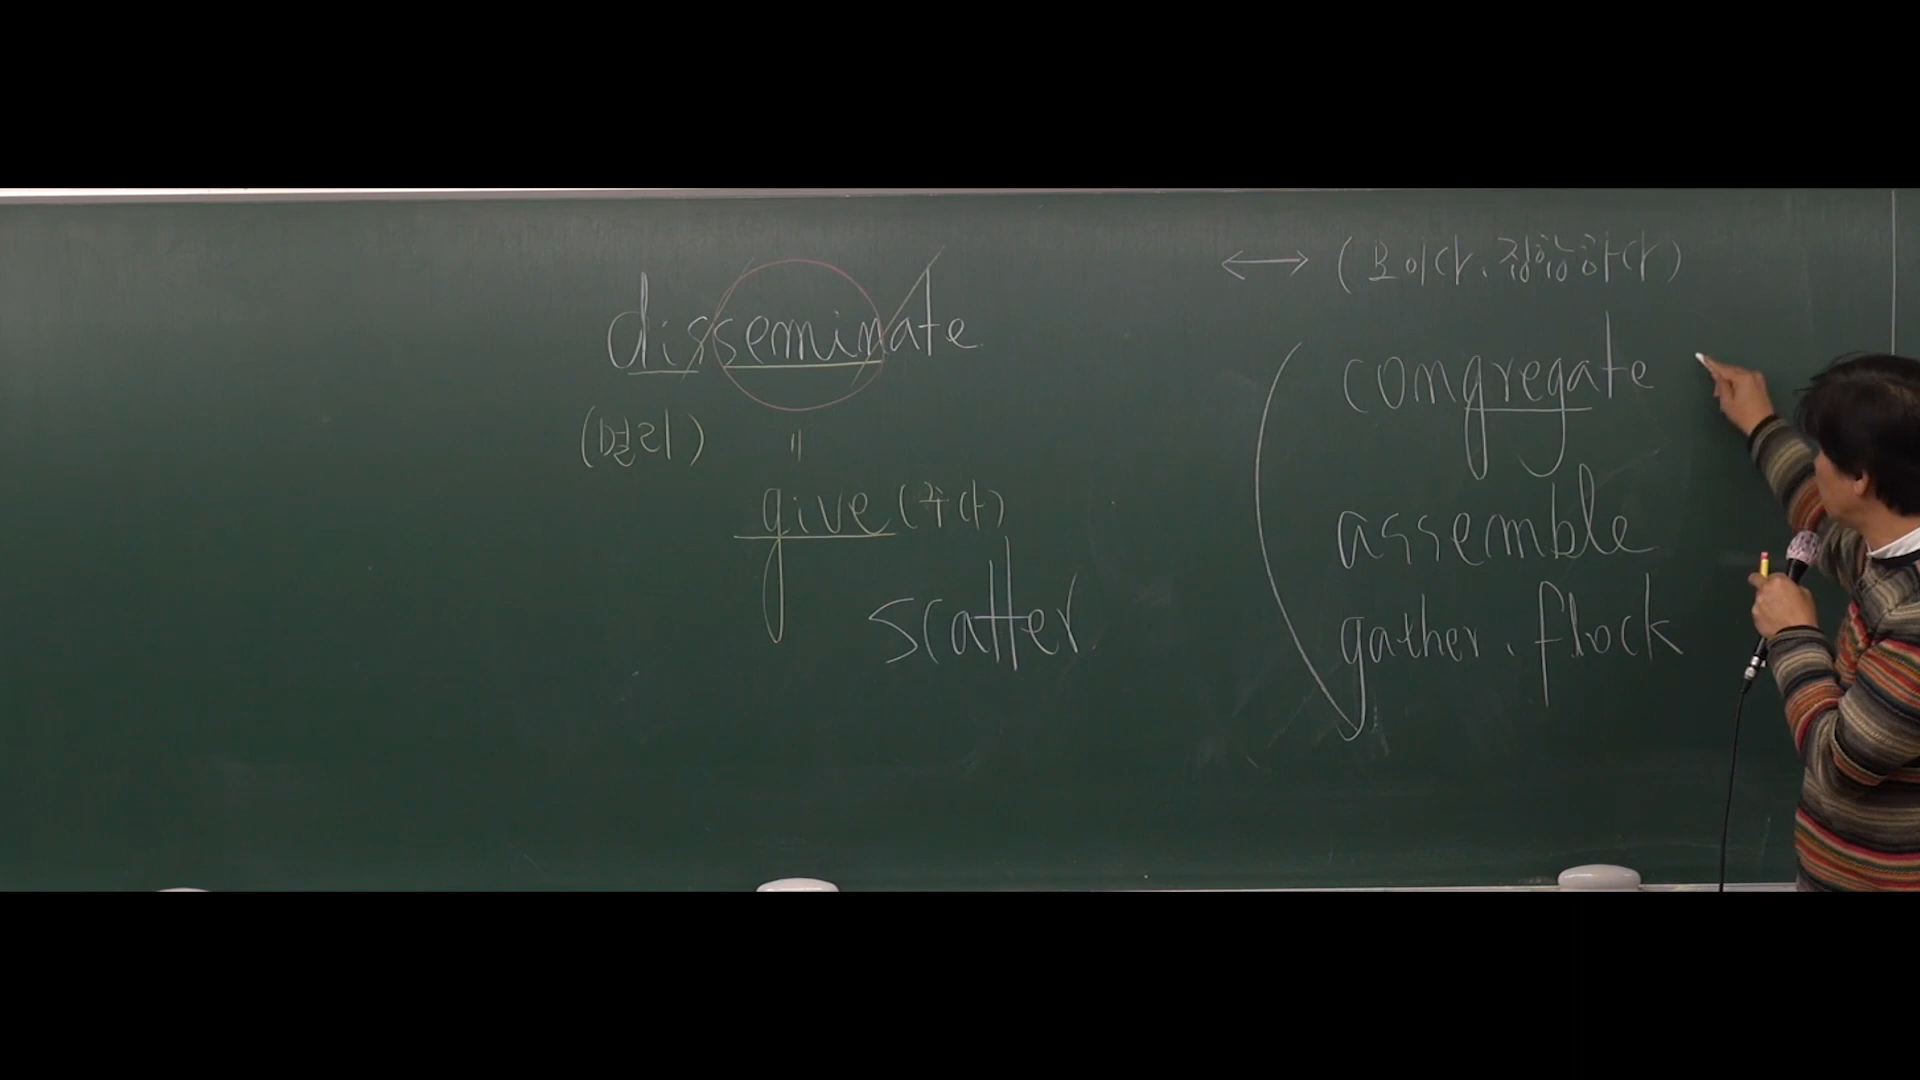 disseminate
(멀리) =
give (주다)
scatter
↔ (모이다. 집합하다)
congregate
assemble
gather. flock